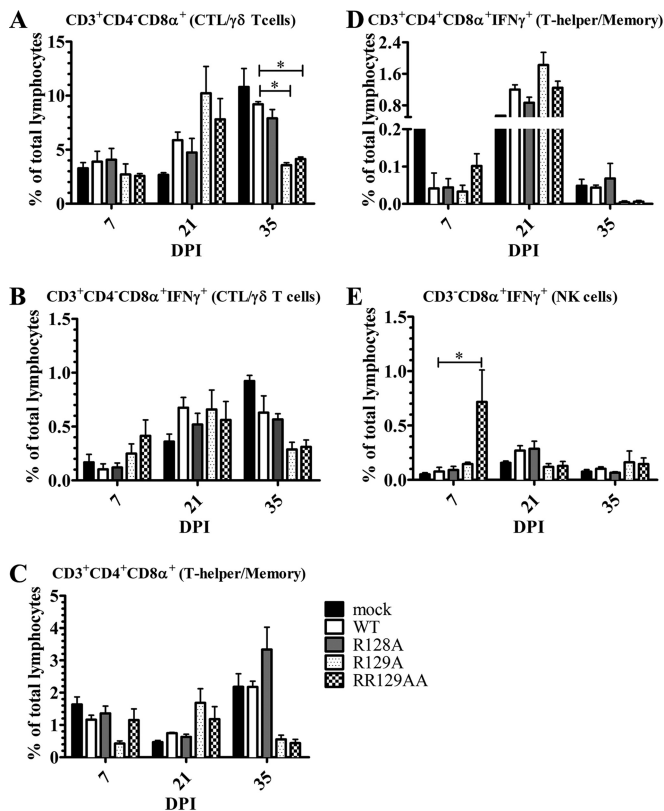 A
CD3⁺CD4⁻CD8α⁺ (CTL/γδ Tcells)
% of total lymphocytes
15
10
5
0
*
*
7
21
35
DPI
B
CD3⁺CD4⁻CD8α⁺IFNγ⁺ (CTL/γδ T cells)
% of total lymphocytes
1.5
1.0
0.5
0.0
7
21
35
DPI
C
CD3⁺CD4⁺CD8α⁺ (T-helper/Memory)
% of total lymphocytes
5
4
3
2
1
0
7
21
35
DPI
D
CD3⁺CD4⁺CD8α⁺IFNγ⁺ (T-helper/Memory)
% of total lymphocytes
2.4
1.6
0.8
0.2
0.1
0.0
7
21
35
DPI
E
CD3⁻CD8α⁺IFNγ⁺ (NK cells)
% of total lymphocytes
1.5
1.0
0.5
0.0
*
7
21
35
DPI
mock
WT
R128A
R129A
RR129AA